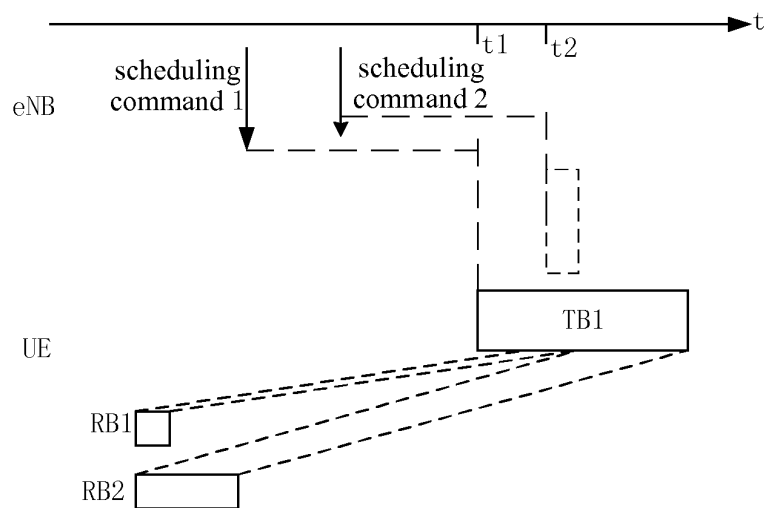 t
t1
t2
scheduling
command 1
scheduling
command 2
eNB
TB1
UE
RB1
RB2